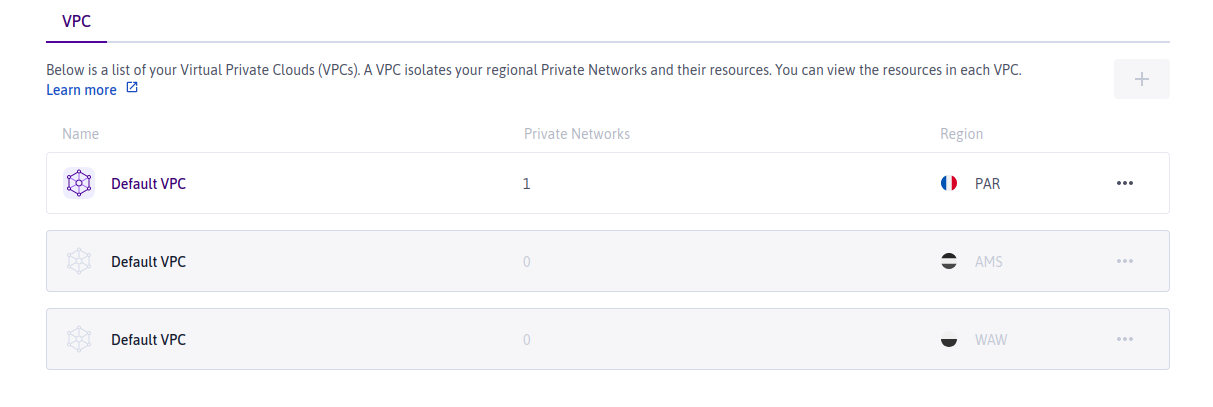 VPC
Below is a list of your Virtual Private Clouds (VPCs). A VPC isolates your regional Private Networks and their resources. You can view the resources in each VPC.
Learn more
Name Private Networks Region
Default VPC 1 PAR
Default VPC 0 AMS
Default VPC 0 WAW